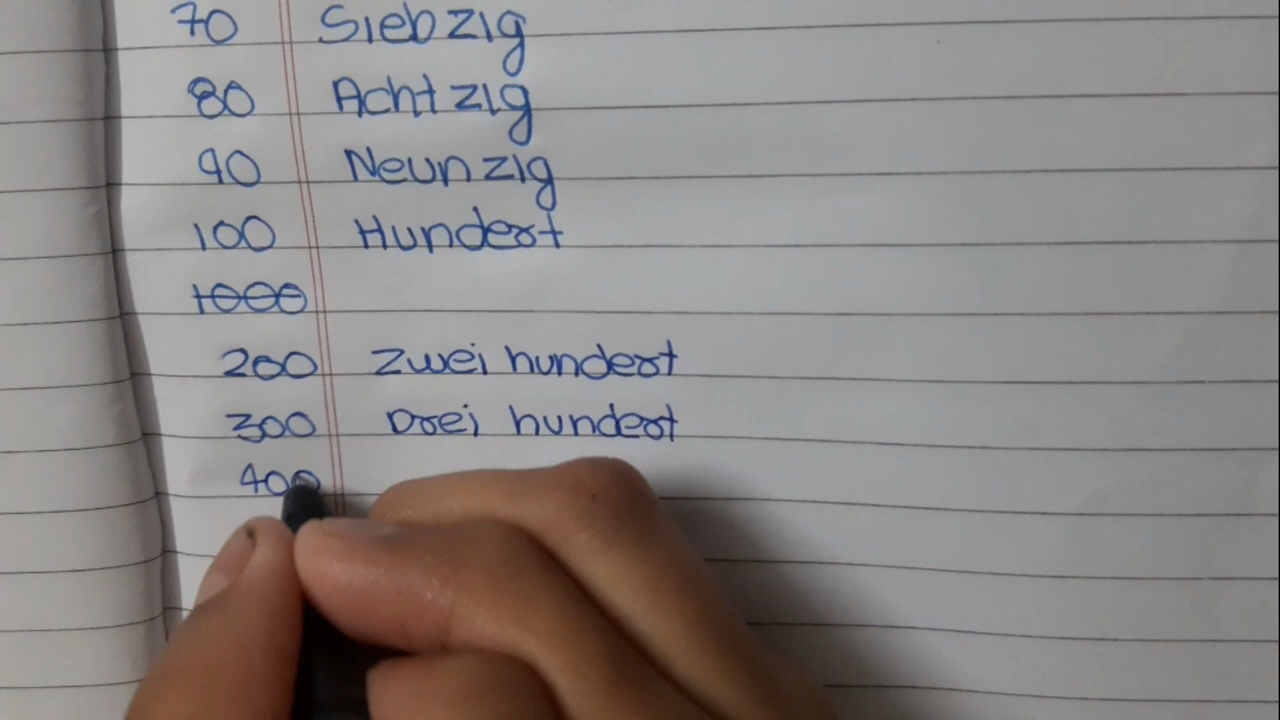 70 Siebzig
80 Achtzig
90 Neunzig
100 Hundert
1000
200 Zwei hundert
300 Drei hundert
400